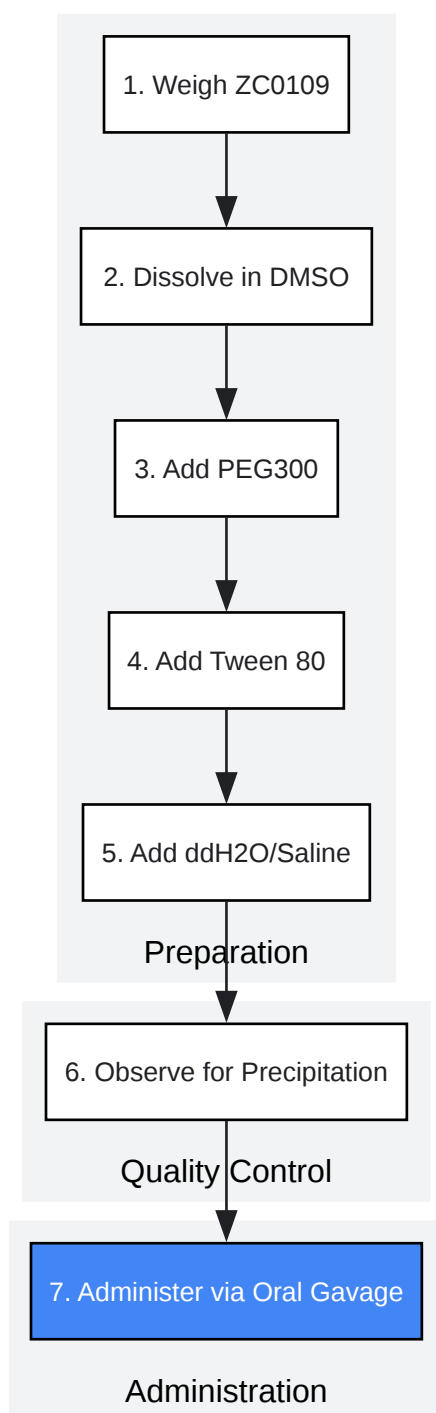 1. Weigh ZC0109
2. Dissolve in DMSO
3. Add PEG300
4. Add Tween 80
5. Add ddH2O/Saline
Preparation
6. Observe for Precipitation
Quality Control
7. Administer via Oral Gavage
Administration